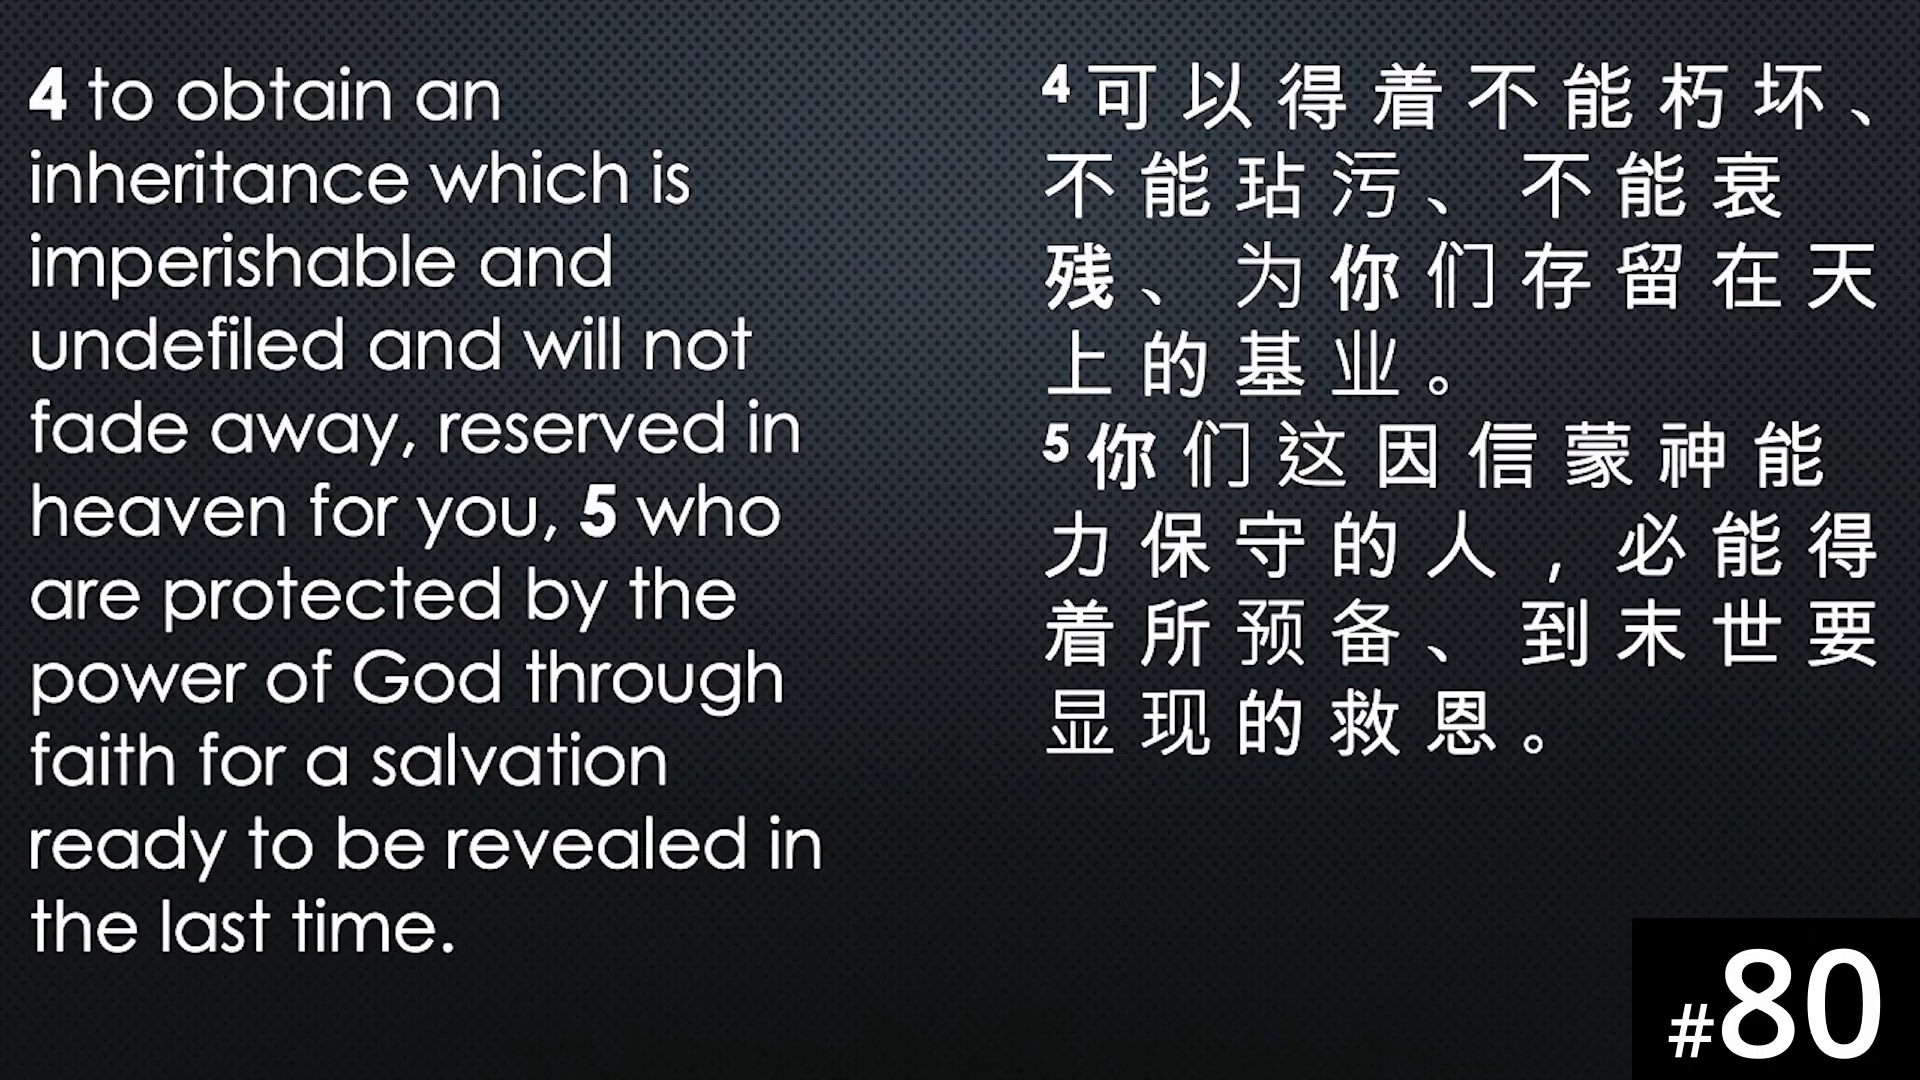 4 to obtain an
inheritance which is
imperishable and
undefiled and will not
fade away, reserved in
heaven for you, 5 who
are protected by the
power of God through
faith for a salvation
ready to be revealed in
the last time.
4 可以得着不能朽坏、
不能玷污、不能衰
残、为你们存留在天
上的基业。
5 你们这因信蒙神能
力保守的人，必能得
着所预备、到末世要
显现的救恩。
#80